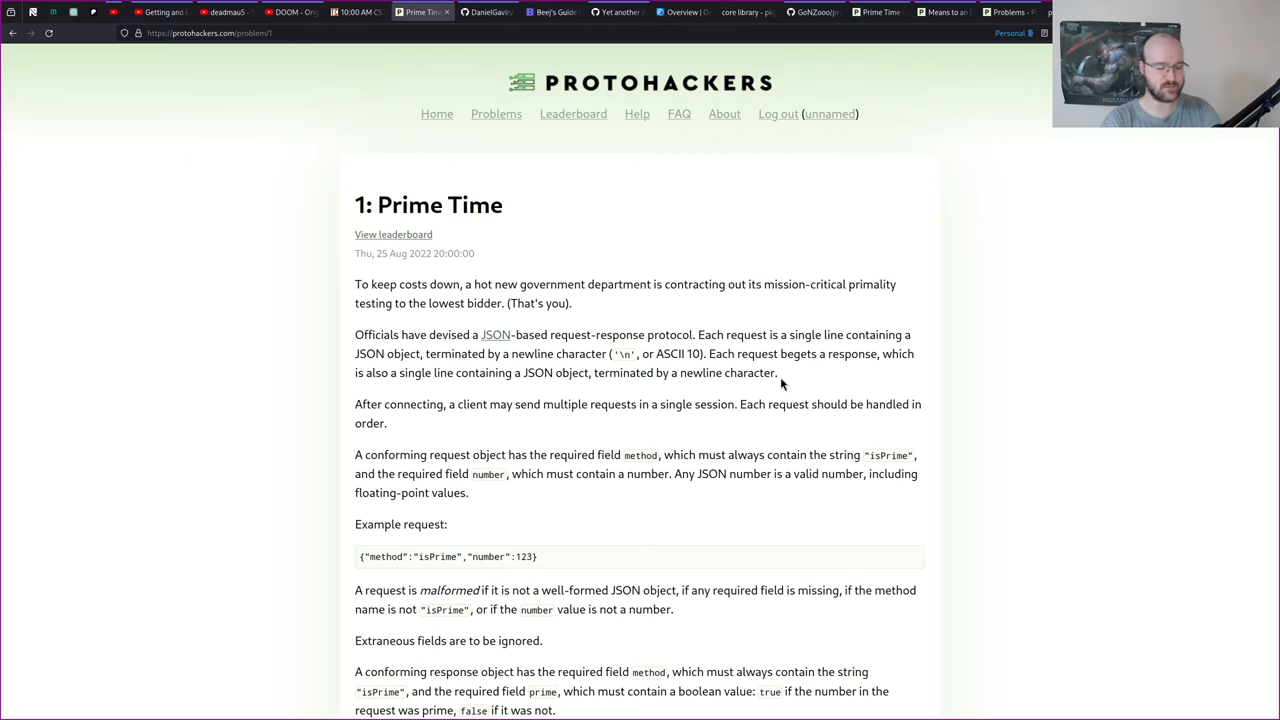 Getting and
deadmau5 -
DOOM - Orig
10:00 AM CS
Prime Time
DanielGavin/
Beej's Guide
Yet another
Overview | O
core library - pk
GoNZooo/pr
Prime Time
Means to an
Problems - P
https://protohackers.com/problem/1
Personal
PROTOHACKERS
Home Problems Leaderboard Help FAQ About Log out (unnamed)
1: Prime Time
View leaderboard
Thu, 25 Aug 2022 20:00:00
To keep costs down, a hot new government department is contracting out its mission-critical primality
testing to the lowest bidder. (That's you).
Officials have devised a JSON-based request-response protocol. Each request is a single line containing a
JSON object, terminated by a newline character ('\n', or ASCII 10). Each request begets a response, which
is also a single line containing a JSON object, terminated by a newline character.
After connecting, a client may send multiple requests in a single session. Each request should be handled in
order.
A conforming request object has the required field method, which must always contain the string "isPrime",
and the required field number, which must contain a number. Any JSON number is a valid number, including
floating-point values.
Example request:
{"method":"isPrime","number":123}
A request is malformed if it is not a well-formed JSON object, if any required field is missing, if the method
name is not "isPrime", or if the number value is not a number.
Extraneous fields are to be ignored.
A conforming response object has the required field method, which must always contain the string
"isPrime", and the required field prime, which must contain a boolean value: true if the number in the
request was prime, false if it was not.